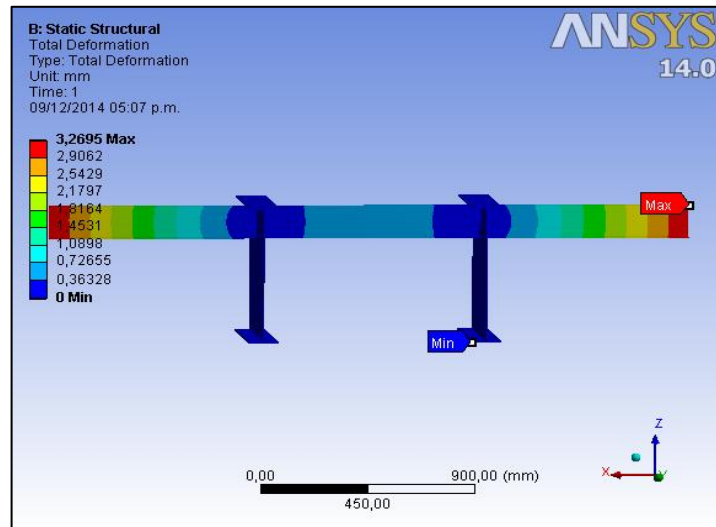 B: Static Structural
Total Deformation
Type: Total Deformation
Unit: mm
Time: 1
09/12/2014 05:07 p.m.
ANSYS
14.0
3,2695 Max
2,9062
2,5429
2,1797
1,8164
1,4531
1,0898
0,72655
0,36328
0 Min
Max
Min
0,00
900,00 (mm)
450,00
Z
X
Y